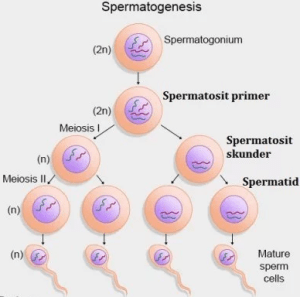 Spermatogenesis
Spermatogonium
(2n)
Spermatosit primer
(2n)
Meiosis I
Spermatosit
skunder
(n)
Meiosis II
Spermatid
(n)
(n)
Mature
sperm
cells